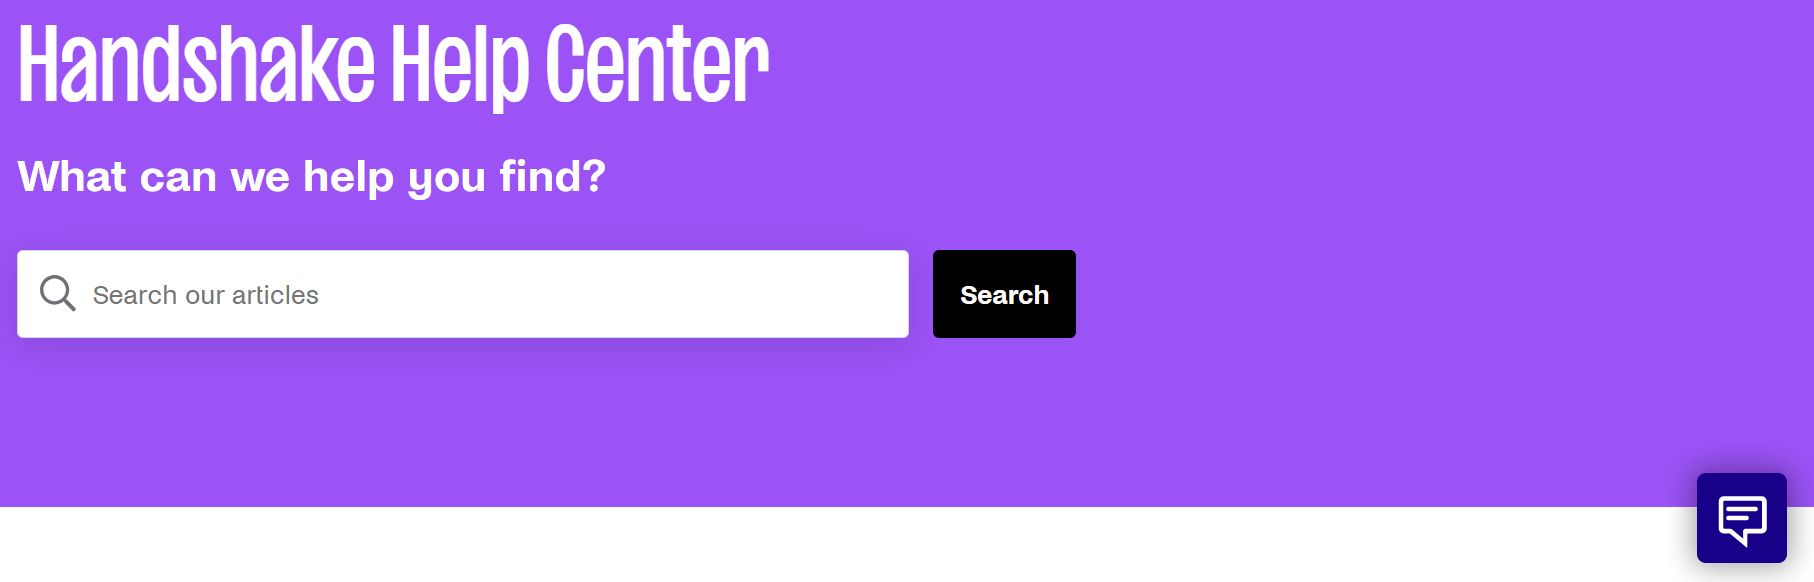 Handshake Help Center
What can we help you find?
Search our articles
Search